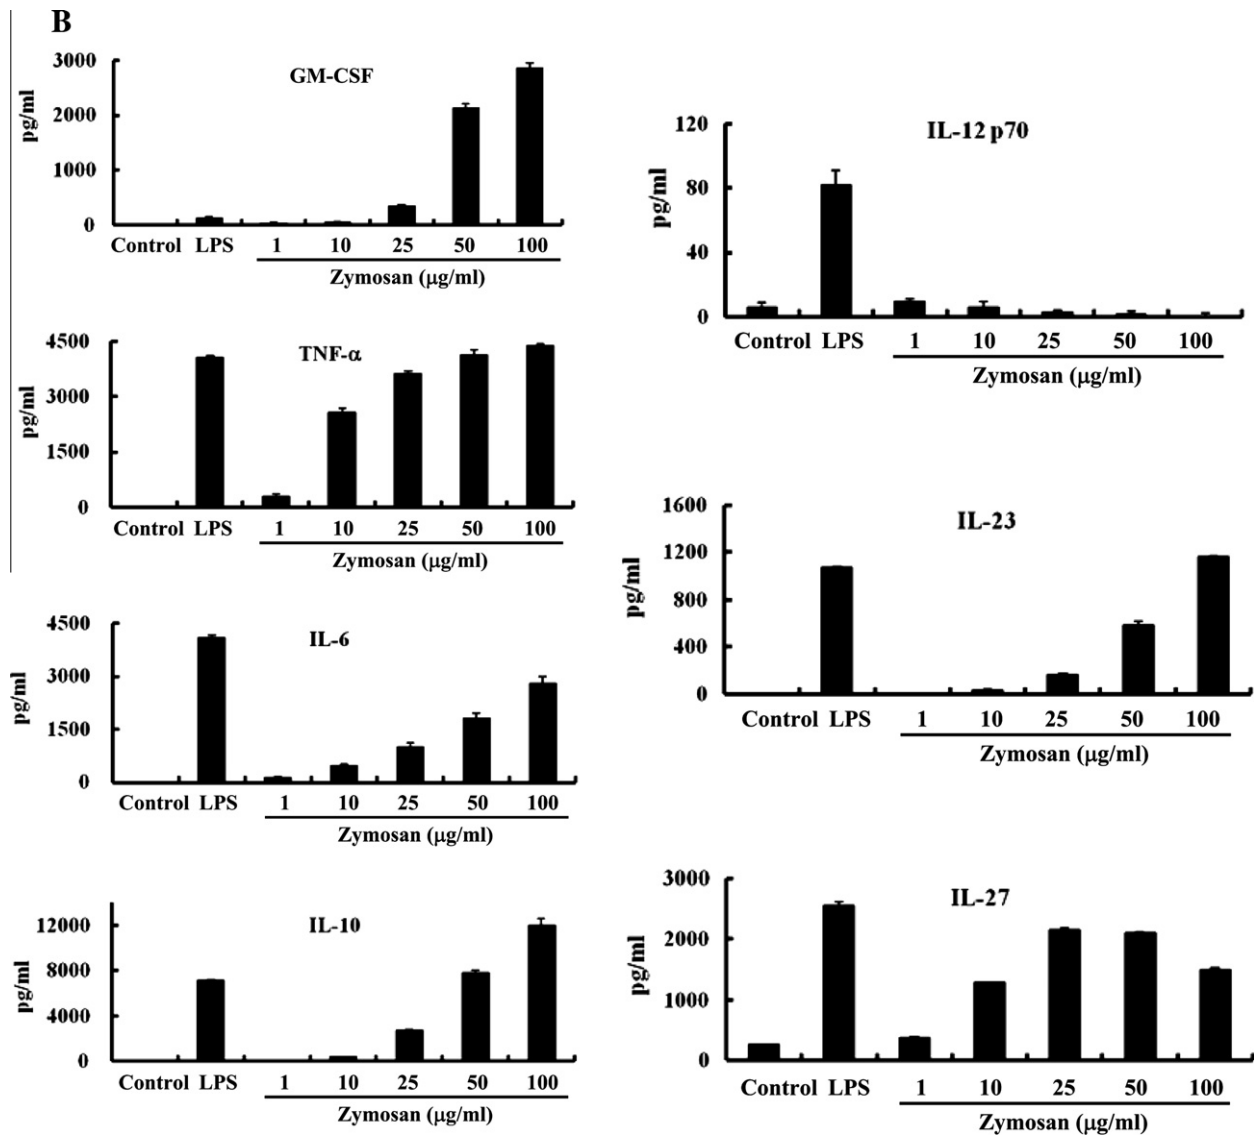 B
GM-CSF
pg/ml
3000
2000
1000
0
Control LPS 1 10 25 50 100
Zymosan (µg/ml)
TNF-α
pg/ml
4500
3000
1500
0
Control LPS 1 10 25 50 100
Zymosan (µg/ml)
IL-6
pg/ml
4500
3000
1500
0
Control LPS 1 10 25 50 100
Zymosan (µg/ml)
IL-10
pg/ml
12000
8000
4000
0
Control LPS 1 10 25 50 100
Zymosan (µg/ml)
IL-12 p70
pg/ml
120
80
40
0
Control LPS 1 10 25 50 100
Zymosan (µg/ml)
IL-23
pg/ml
1600
1200
800
400
0
Control LPS 1 10 25 50 100
Zymosan (µg/ml)
IL-27
pg/ml
3000
2000
1000
0
Control LPS 1 10 25 50 100
Zymosan (µg/ml)